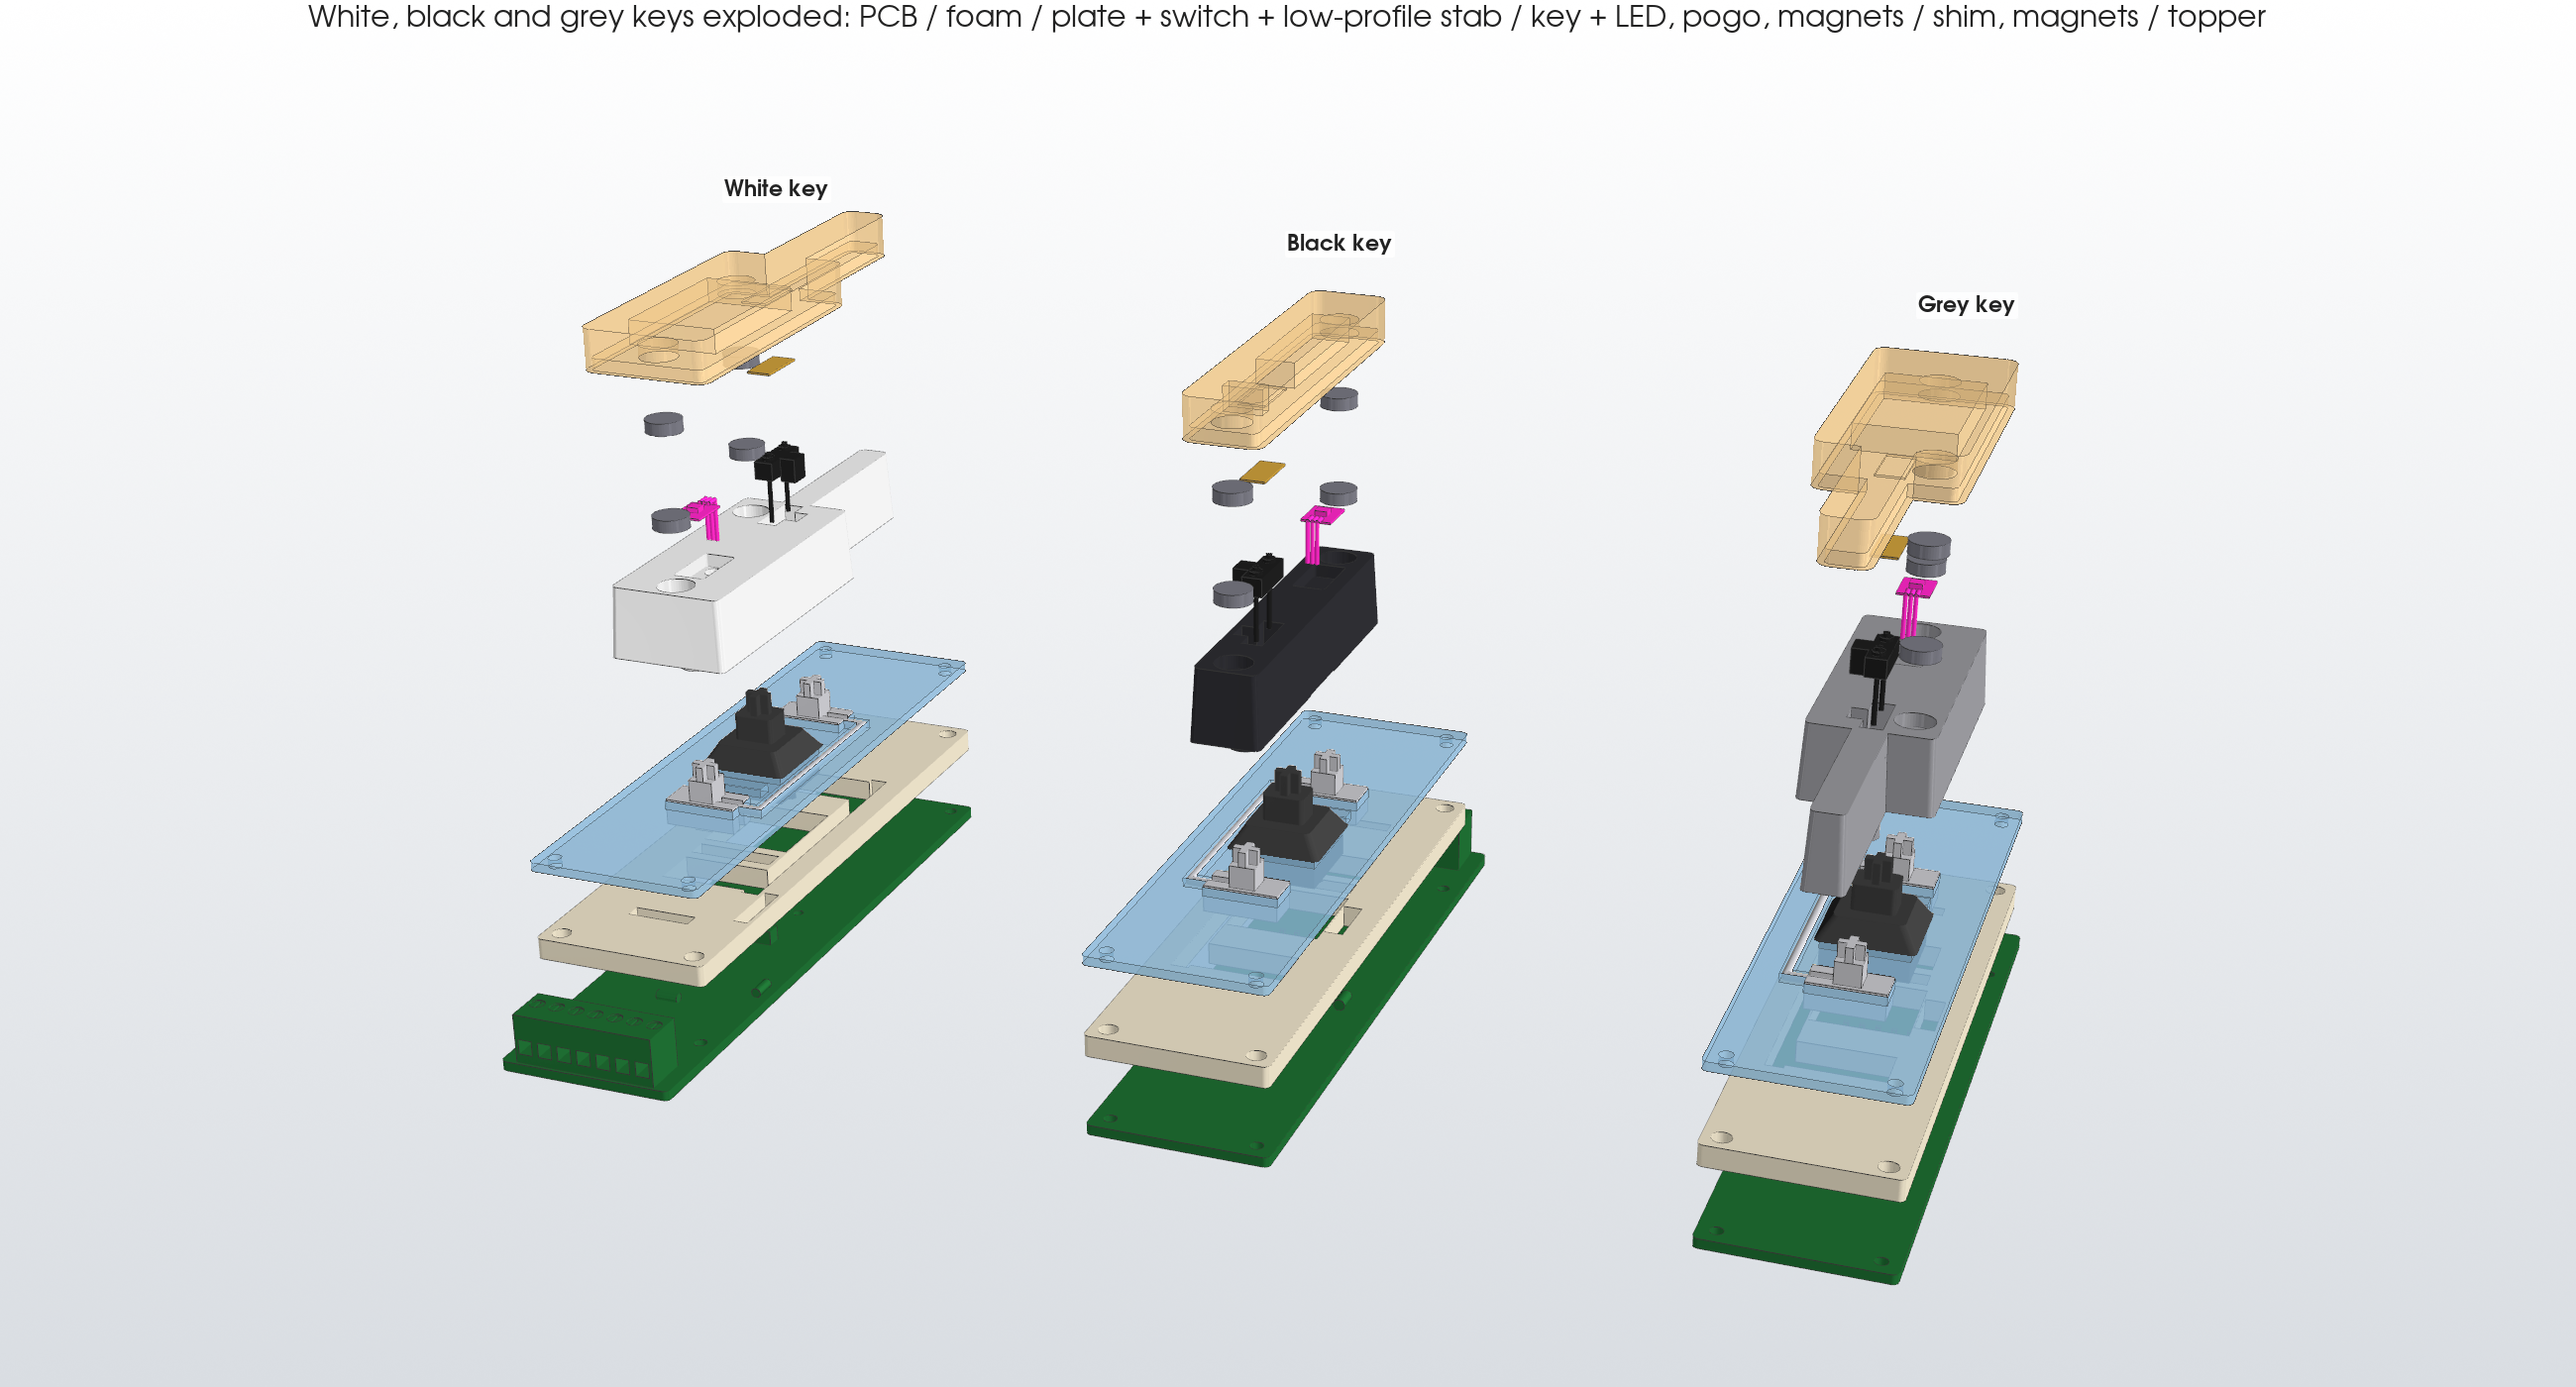 White, black and grey keys exploded: PCB / foam / plate + switch + low-profile stab / key + LED, pogo, magnets / shim, magnets / topper
White key
Black key
Grey key